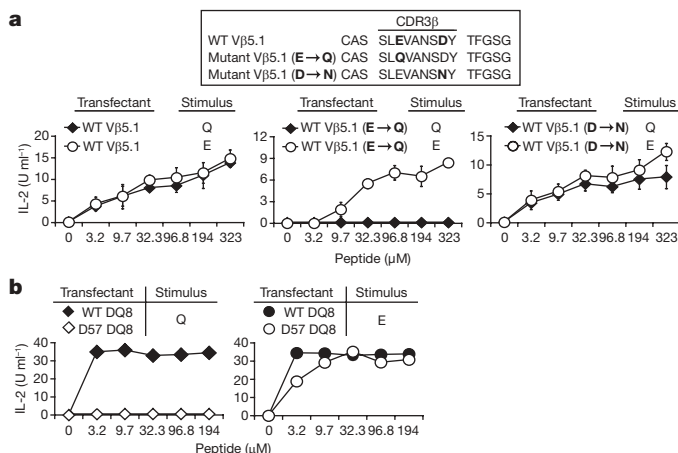 a
CDR3β
WT Vβ5.1 CAS SLEVANSDY TFGSG
Mutant Vβ5.1 (E→Q) CAS SLQVANSDY TFGSG
Mutant Vβ5.1 (D→N) CAS SLEVANSNY TFGSG
Transfectant Stimulus
WT Vβ5.1 Q
WT Vβ5.1 E
IL-2 (U ml⁻¹)
20
15
10
5
0
0 3.2 9.7 32.3 96.8 194 323
Transfectant Stimulus
WT Vβ5.1 (E→Q) Q
WT Vβ5.1 (E→Q) E
12
9
6
3
0
0 3.2 9.7 32.3 96.8 194 323
Peptide (μM)
Transfectant Stimulus
WT Vβ5.1 (D→N) Q
WT Vβ5.1 (D→N) E
15
10
5
0
0 3.2 9.7 32.3 96.8 194 323
b
Transfectant Stimulus
WT DQ8
D57 DQ8
Q
IL-2 (U ml⁻¹)
40
30
20
10
0
0 3.2 9.7 32.3 96.8 194
Peptide (μM)
Transfectant Stimulus
WT DQ8
D57 DQ8
E
40
30
20
10
0
0 3.2 9.7 32.3 96.8 194